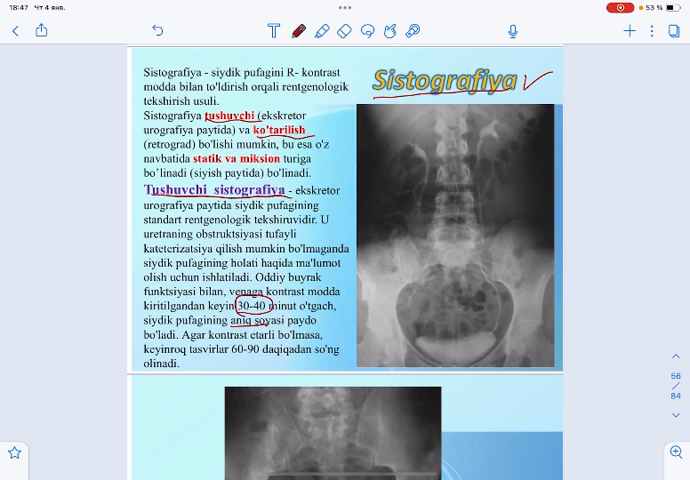 18:47 Чт 4 янв.
53 %
Sistografiya
Sistografiya - siydik pufagini R- kontrast
modda bilan to'ldirish orqali rentgenologik
tekshirish usuli.
Sistografiya tushuvchi (ekskretor
urografiya paytida) va ko'tarilish
(retrograd) bo'lishi mumkin, bu esa o'z
navbatida statik va miksion turiga
bo'linadi (siyish paytida) bo'linadi.
Tushuvchi sistografiya - ekskretor
urografiya paytida siydik pufagining
standart rentgenologik tekshiruvidir. U
uretraning obstruktsiyasi tufayli
kateterizatsiya qilish mumkin bo'lmaganda
siydik pufagining holati haqida ma'lumot
olish uchun ishlatiladi. Oddiy buyrak
funktsiyasi bilan, venaga kontrast modda
kiritilgandan keyin 30-40 minut o'tgach,
siydik pufagining aniq soyasi paydo
bo'ladi. Agar kontrast etarli bo'lmasa,
keyinroq tasvirlar 60-90 daqiqadan so'ng
olinadi.
56
/
84